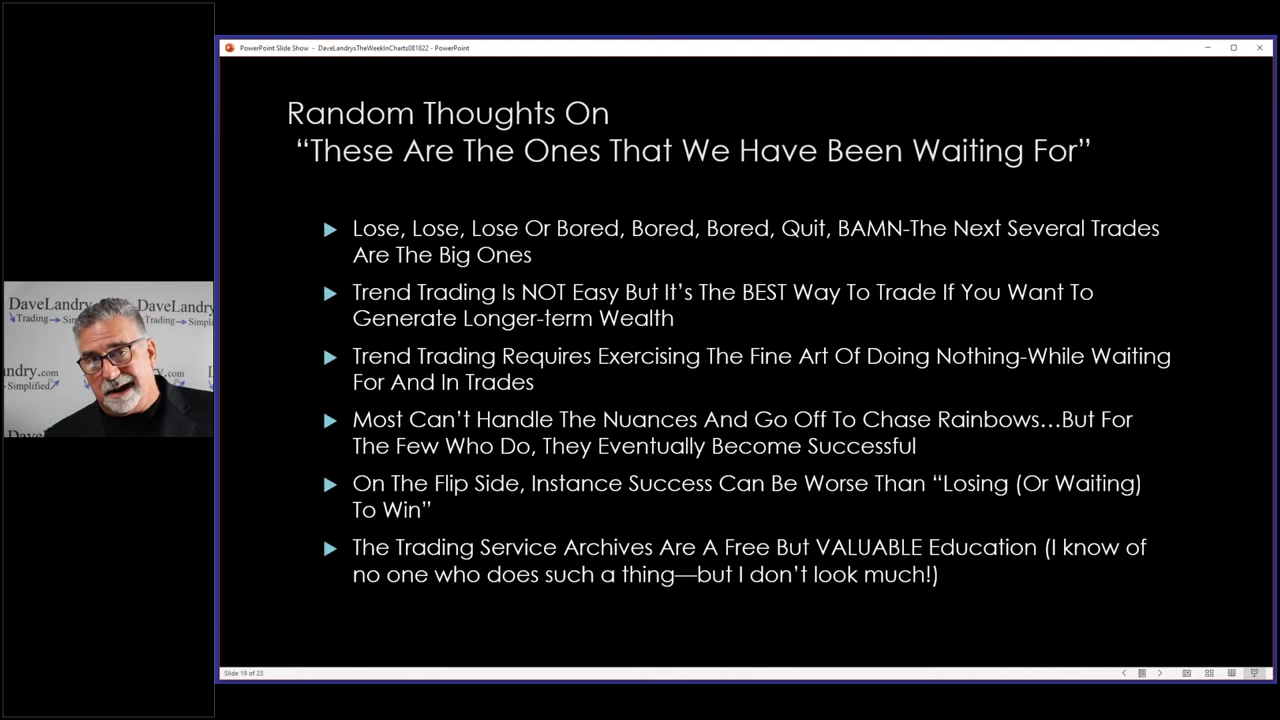 PowerPoint Slide Show - DaveLandrysTheWeekInCharts081822 - PowerPoint
Random Thoughts On
“These Are The Ones That We Have Been Waiting For”
Lose, Lose, Lose Or Bored, Bored, Bored, Quit, BAMN-The Next Several Trades
Are The Big Ones
Trend Trading Is NOT Easy But It’s The BEST Way To Trade If You Want To
Generate Longer-term Wealth
Trend Trading Requires Exercising The Fine Art Of Doing Nothing-While Waiting
For And In Trades
Most Can’t Handle The Nuances And Go Off To Chase Rainbows…But For
The Few Who Do, They Eventually Become Successful
On The Flip Side, Instance Success Can Be Worse Than “Losing (Or Waiting)
To Win”
The Trading Service Archives Are A Free But VALUABLE Education (I know of
no one who does such a thing—but I don’t look much!)
DaveLandry.com DaveLandry
Trading Simplified
andry.com
Simplified
Slide 19 of 23